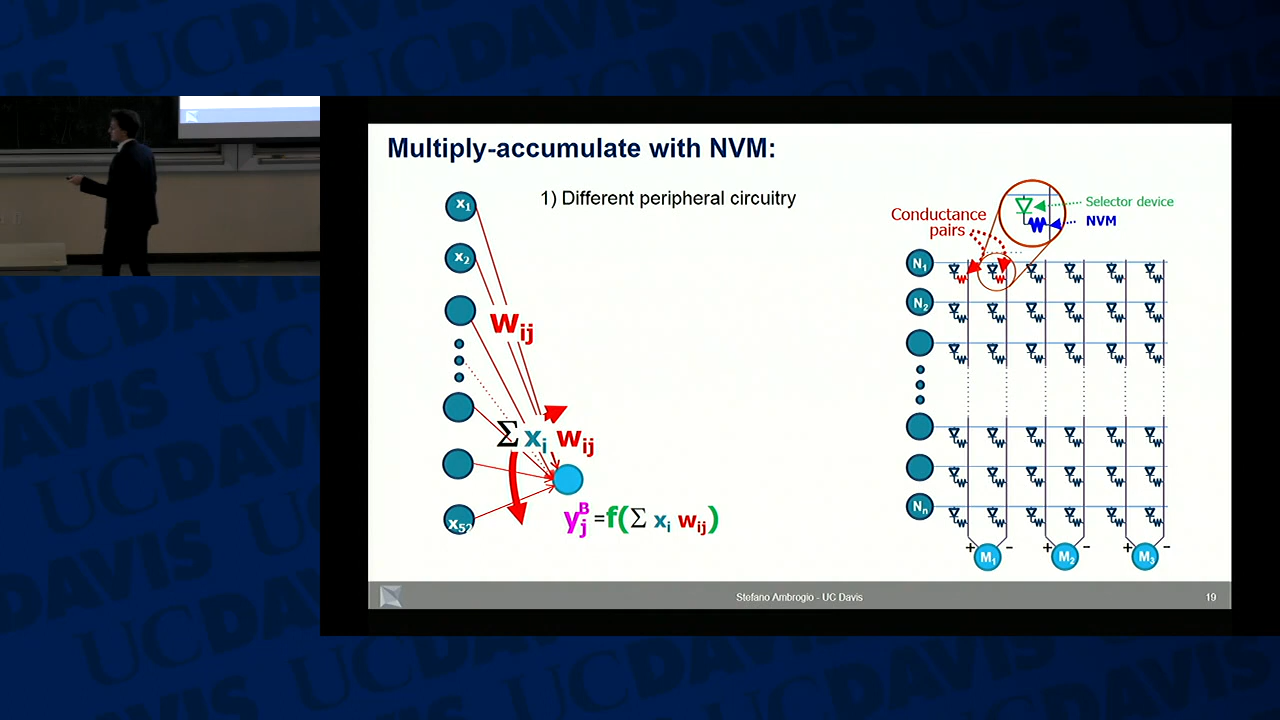 Multiply-accumulate with NVM:
1) Different peripheral circuitry
x1
x2
wij
Σ xi wij
x52
yjB =f(Σ xi wij)
Selector device
NVM
Conductance
pairs
N1
N2
Nn
+ - + - + -
M1 M2 M3
Stefano Ambrogio - UC Davis
19
UC DAVIS